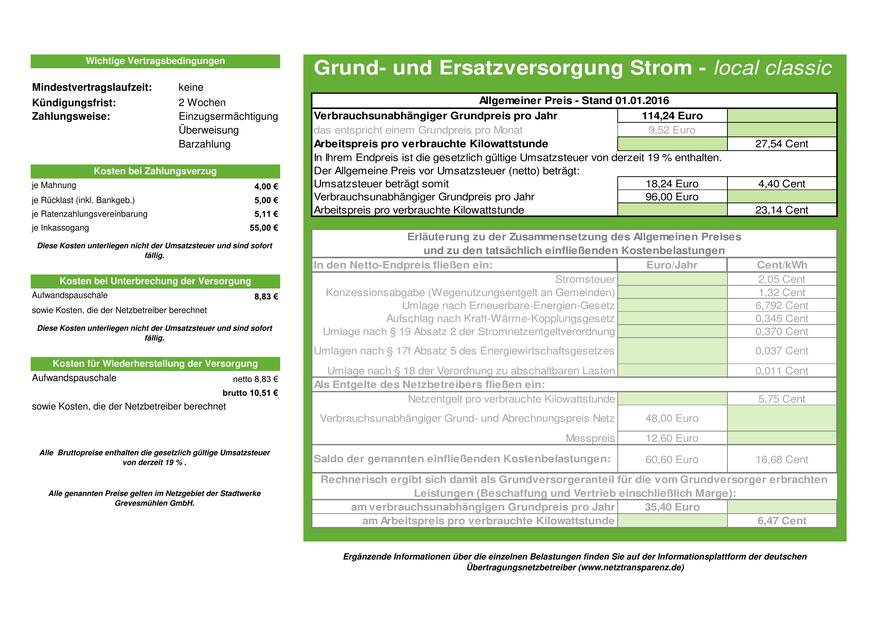 Wichtige Vertragsbedingungen
Mindestvertragslaufzeit: keine
Kündigungsfrist: 2 Wochen
Zahlungsweise: Einzugsermächtigung
Überweisung
Barzahlung
Kosten bei Zahlungsverzug
je Mahnung 4,00 €
je Rücklast (inkl. Bankgeb.) 5,00 €
je Ratenzahlungsvereinbarung 5,11 €
je Inkassogang 55,00 €
Diese Kosten unterliegen nicht der Umsatzsteuer und sind sofort
fällig.
Kosten bei Unterbrechung der Versorgung
Aufwandspauschale 8,83 €
sowie Kosten, die der Netzbetreiber berechnet
Diese Kosten unterliegen nicht der Umsatzsteuer und sind sofort
fällig.
Kosten für Wiederherstellung der Versorgung
Aufwandspauschale netto 8,83 €
brutto 10,51 €
sowie Kosten, die der Netzbetreiber berechnet
Alle Bruttopreise enthalten die gesetzlich gültige Umsatzsteuer
von derzeit 19 % .
Alle genannten Preise gelten im Netzgebiet der Stadtwerke
Grevesmühlen GmbH.
Grund- und Ersatzversorgung Strom - local classic
Allgemeiner Preis - Stand 01.01.2016
Verbrauchsunabhängiger Grundpreis pro Jahr 114,24 Euro
das entspricht einem Grundpreis pro Monat 9,52 Euro
Arbeitspreis pro verbrauchte Kilowattstunde 27,54 Cent
In Ihrem Endpreis ist die gesetzlich gültige Umsatzsteuer von derzeit 19 % enthalten.
Der Allgemeine Preis vor Umsatzsteuer (netto) beträgt:
Umsatzsteuer beträgt somit 18,24 Euro 4,40 Cent
Verbrauchsunabhängiger Grundpreis pro Jahr 96,00 Euro
Arbeitspreis pro verbrauchte Kilowattstunde 23,14 Cent
Erläuterung zu der Zusammensetzung des Allgemeinen Preises
und zu den tatsächlich einfließenden Kostenbelastungen
In den Netto-Endpreis fließen ein: Euro/Jahr Cent/kWh
Stromsteuer 2,05 Cent
Konzessionsabgabe (Wegenutzungsentgelt an Gemeinden) 1,32 Cent
Umlage nach Erneuerbare-Energien-Gesetz 6,792 Cent
Aufschlag nach Kraft-Wärme-Kopplungsgesetz 0,345 Cent
Umlage nach § 19 Absatz 2 der Stromnetzentgeltverordnung 0,370 Cent
Umlagen nach § 17f Absatz 5 des Energiewirtschaftsgesetzes 0,037 Cent
Umlage nach § 18 der Verordnung zu abschaltbaren Lasten 0,011 Cent
Als Entgelte des Netzbetreibers fließen ein:
Netzentgelt pro verbrauchte Kilowattstunde 5,75 Cent
Verbrauchsunabhängiger Grund- und Abrechnungspreis Netz 48,00 Euro
Messpreis 12,60 Euro
Saldo der genannten einfließenden Kostenbelastungen: 60,60 Euro 16,68 Cent
Rechnerisch ergibt sich damit als Grundversorgeranteil für die vom Grundversorger erbrachten
Leistungen (Beschaffung und Vertrieb einschließlich Marge):
am verbrauchsunabhängigen Grundpreis pro Jahr 35,40 Euro
am Arbeitspreis pro verbrauchte Kilowattstunde 6,47 Cent
Ergänzende Informationen über die einzelnen Belastungen finden Sie auf der Informationsplattform der deutschen
Übertragungsnetzbetreiber (www.netztransparenz.de)